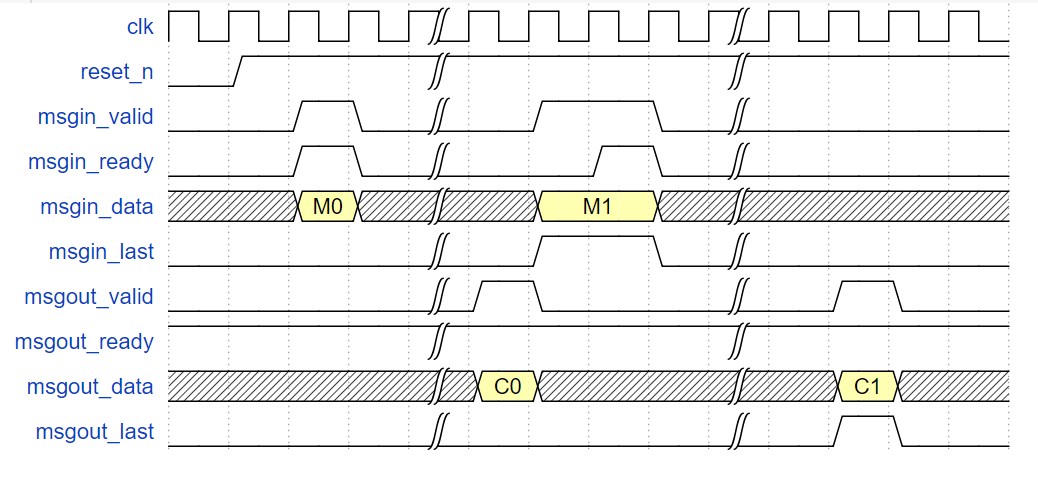 clk
reset_n
msgin_valid
msgin_ready
msgin_data M0 M1
msgin_last
msgout_valid
msgout_ready
msgout_data C0 C1
msgout_last